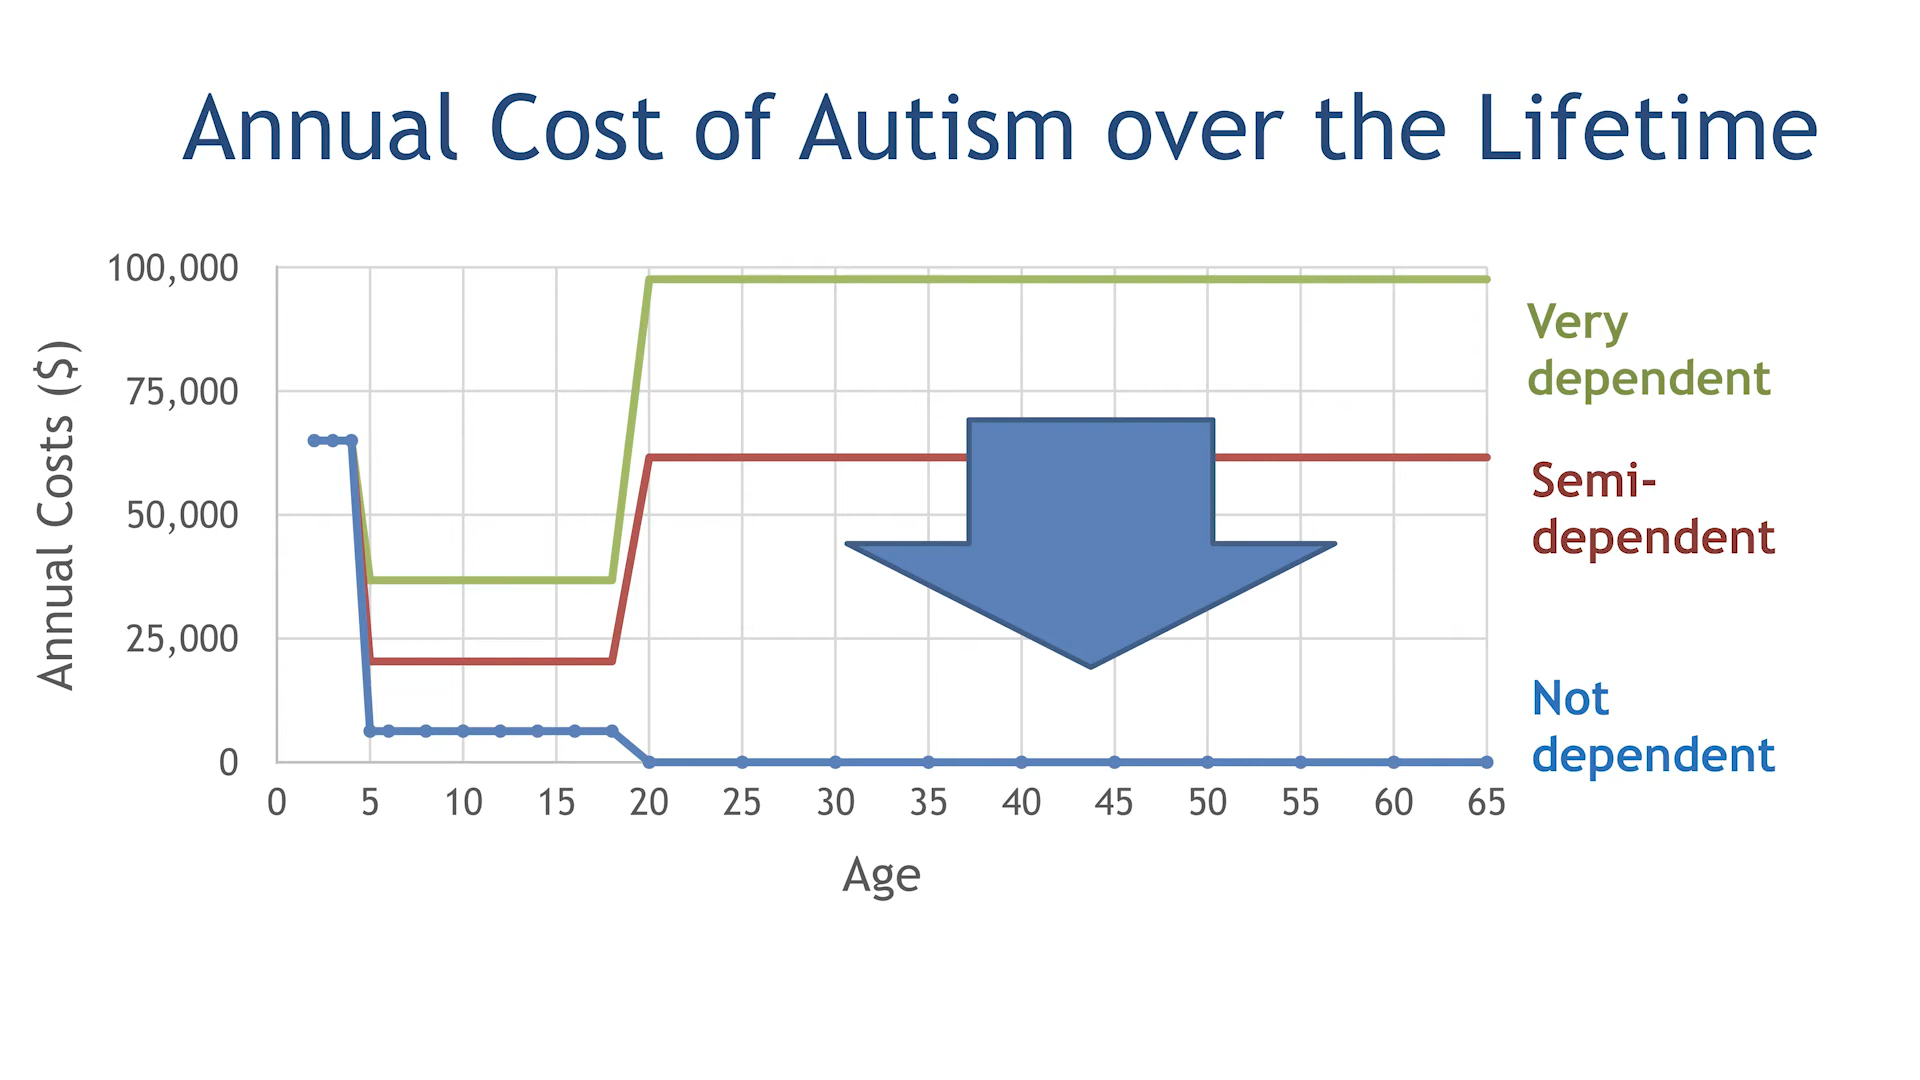 Annual Cost of Autism over the Lifetime
Annual Costs ($)
100,000
75,000
50,000
25,000
0
0 5 10 15 20 25 30 35 40 45 50 55 60 65
Age
Very
dependent
Semi-
dependent
Not
dependent